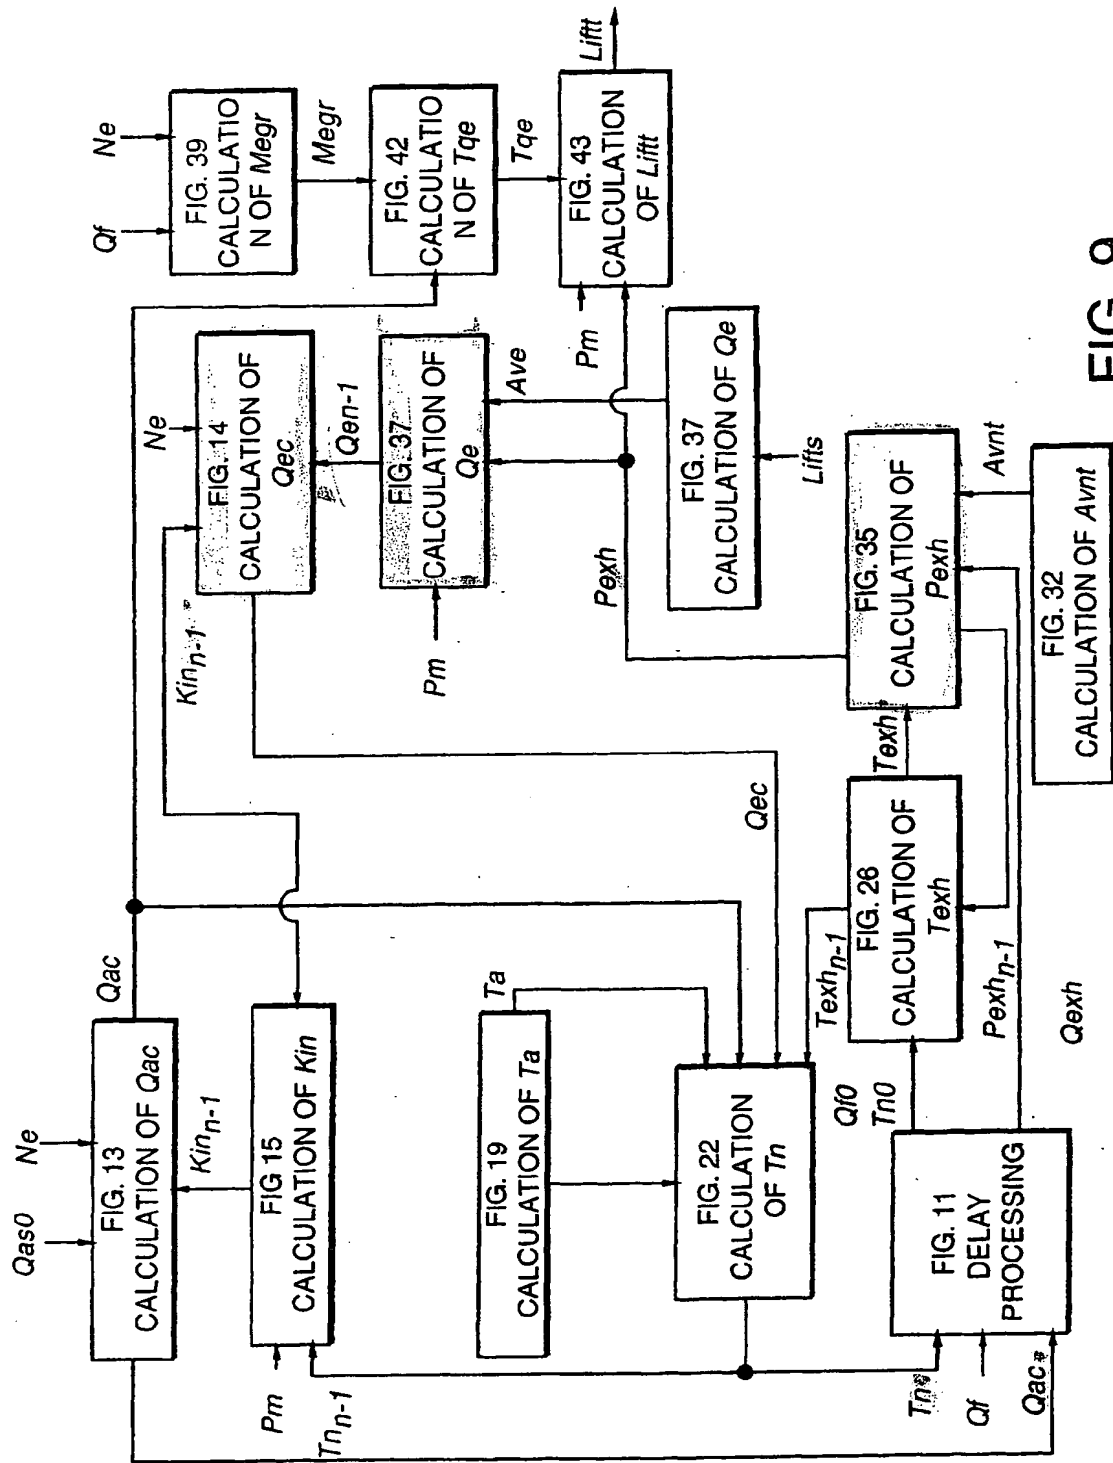 Qas0
Ne
FIG. 13
CALCULATION OF Qac
Qac
Kinn-1
Pm
FIG 15
CALCULATION OF Kin
Tnn-1
FIG. 19
CALCULATION OF Ta
Ta
FIG. 22
CALCULATION
OF Tn
Tn
Qf
Qac
FIG. 11
DELAY
PROCESSING
Qf0
Tn0
Texhn-1
FIG. 26
CALCULATION OF
Texh
Pexhn-1
Qexh
Texh
Qec
Kinn-1
Ne
FIG. 14
CALCULATION OF
Qec
Qen-1
Pm
FIG. 37
CALCULATION OF
Qe
Ave
Pexh
FIG. 37
CALCULATION OF Qe
Lifts
FIG. 35
CALCULATION OF
Pexh
Avnt
FIG. 32
CALCULATION OF Avnt
Qf
Ne
FIG. 39
CALCULATIO
N OF Megr
Megr
FIG. 42
CALCULATIO
N OF Tqe
Tqe
Pm
FIG. 43
CALCULATION
OF Liftt
Liftt
FIG. 9